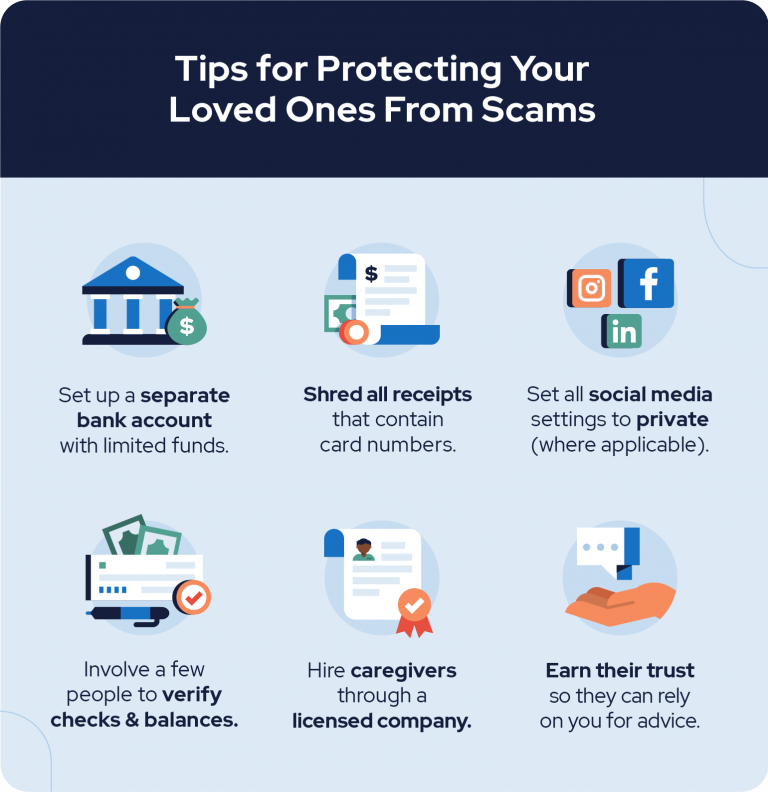 Tips for Protecting Your
Loved Ones From Scams
$
$
f
in
Set up a separate
bank account
with limited funds.
Shred all receipts
that contain
card numbers.
Set all social media
settings to private
(where applicable).
Involve a few
people to verify
checks & balances.
Hire caregivers
through a
licensed company.
Earn their trust
so they can rely
on you for advice.